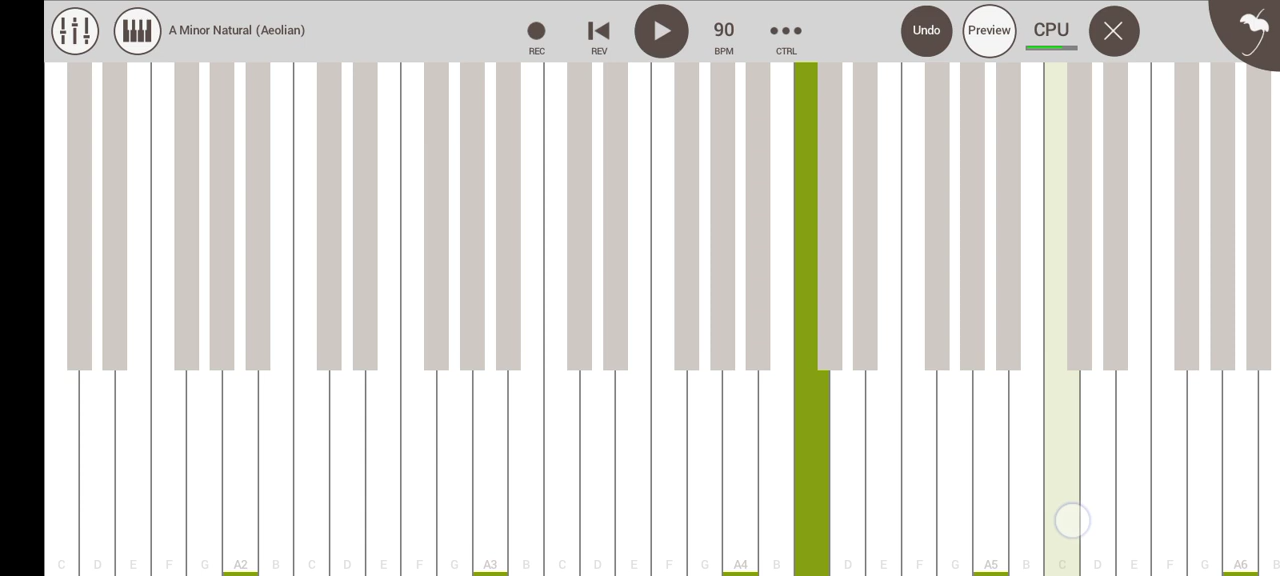 A Minor Natural (Aeolian)
REC
REV
90
BPM
CTRL
Undo
Preview
CPU
C D E F G A2 B C D E F G A3 B C D E F G A4 B D E F G A5 B C D E F G A6 B